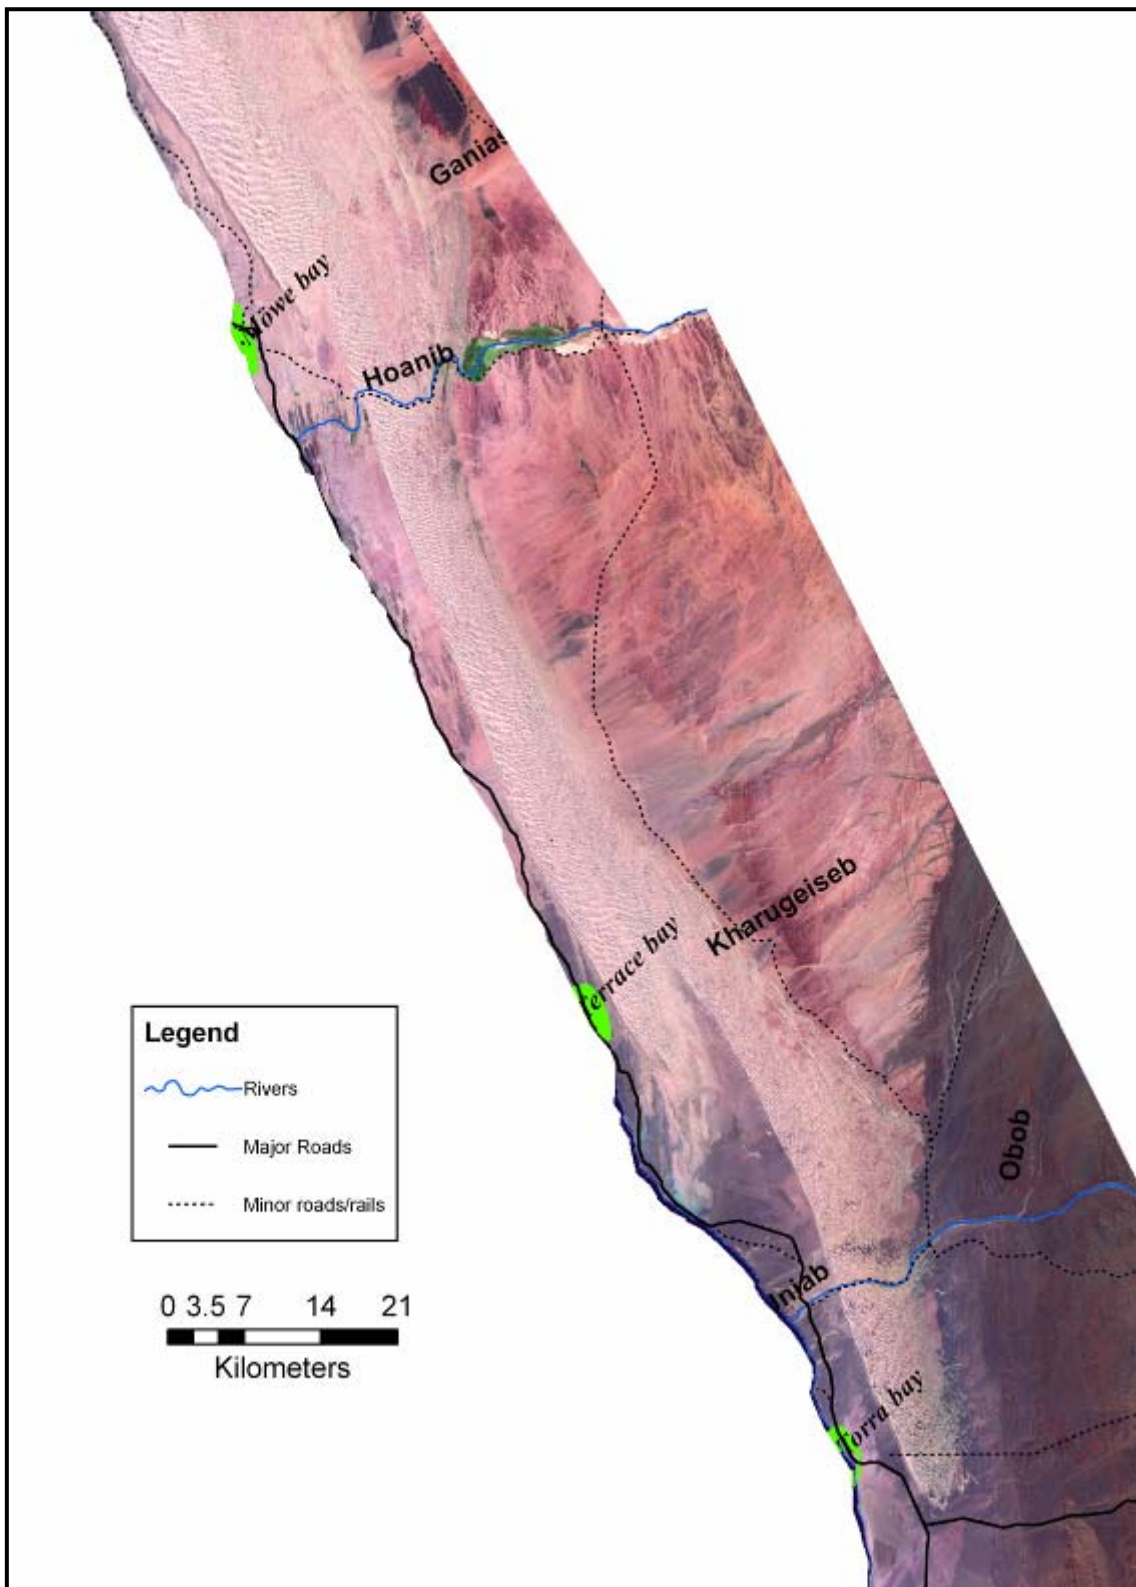 Ganias
Möwe bay
Hoanib
Kharugeiseb
Terrace bay
Legend
Rivers
Major Roads
Minor roads/rails
Obob
Uniab
0 3.5 7 14 21
Kilometers
Torra bay